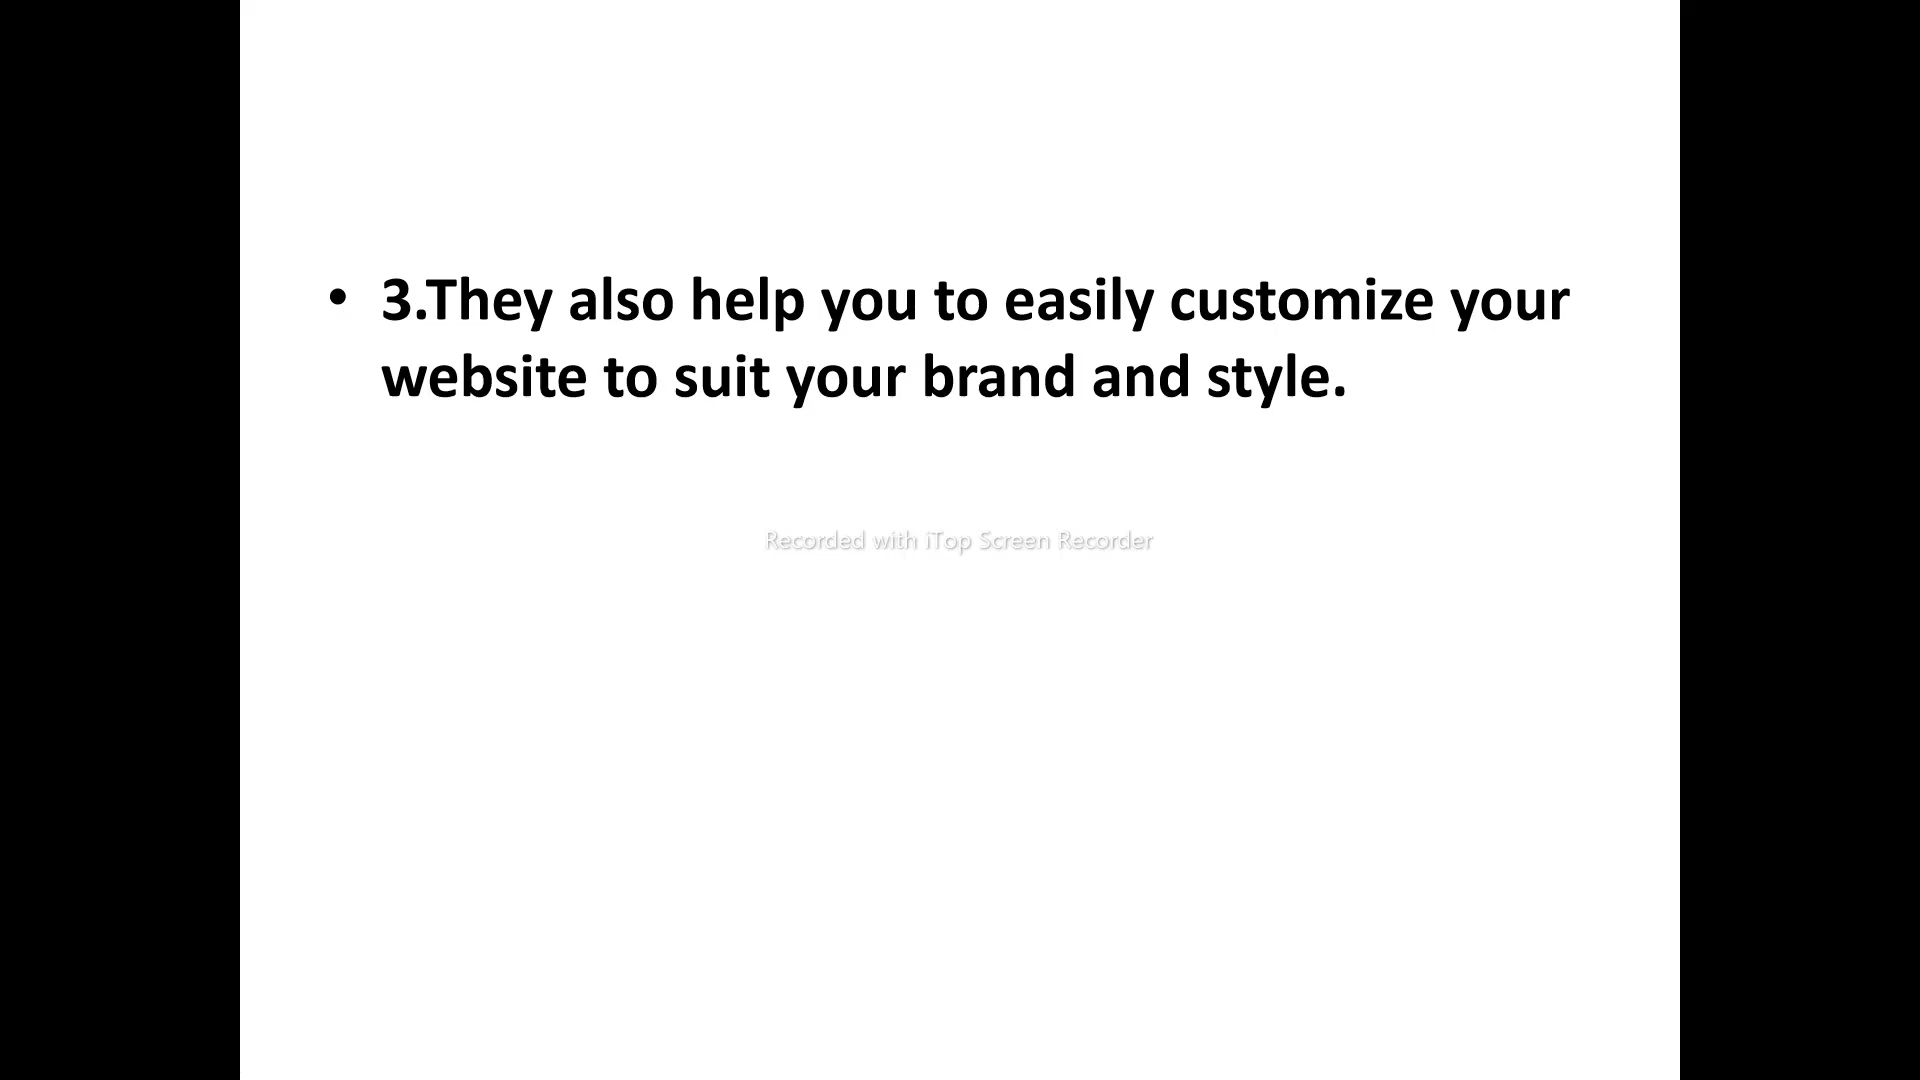 • 3.They also help you to easily customize your
website to suit your brand and style.
Recorded with iTop Screen Recorder